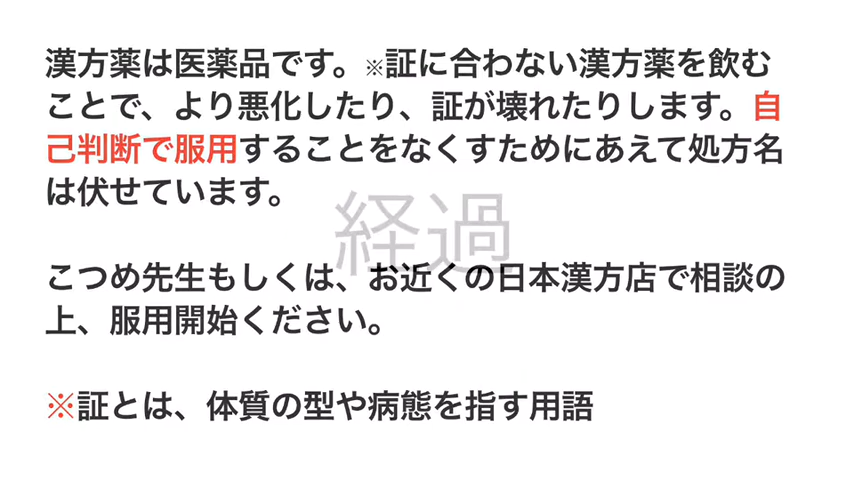 漢方薬は医薬品です。※証に合わない漢方薬を飲む
ことで、より悪化したり、証が壊れたりします。自
己判断で服用することをなくすためにあえて処方名
は伏せています。
経過
こつめ先生もしくは、お近くの日本漢方店で相談の
上、服用開始ください。
※証とは、体質の型や病態を指す用語